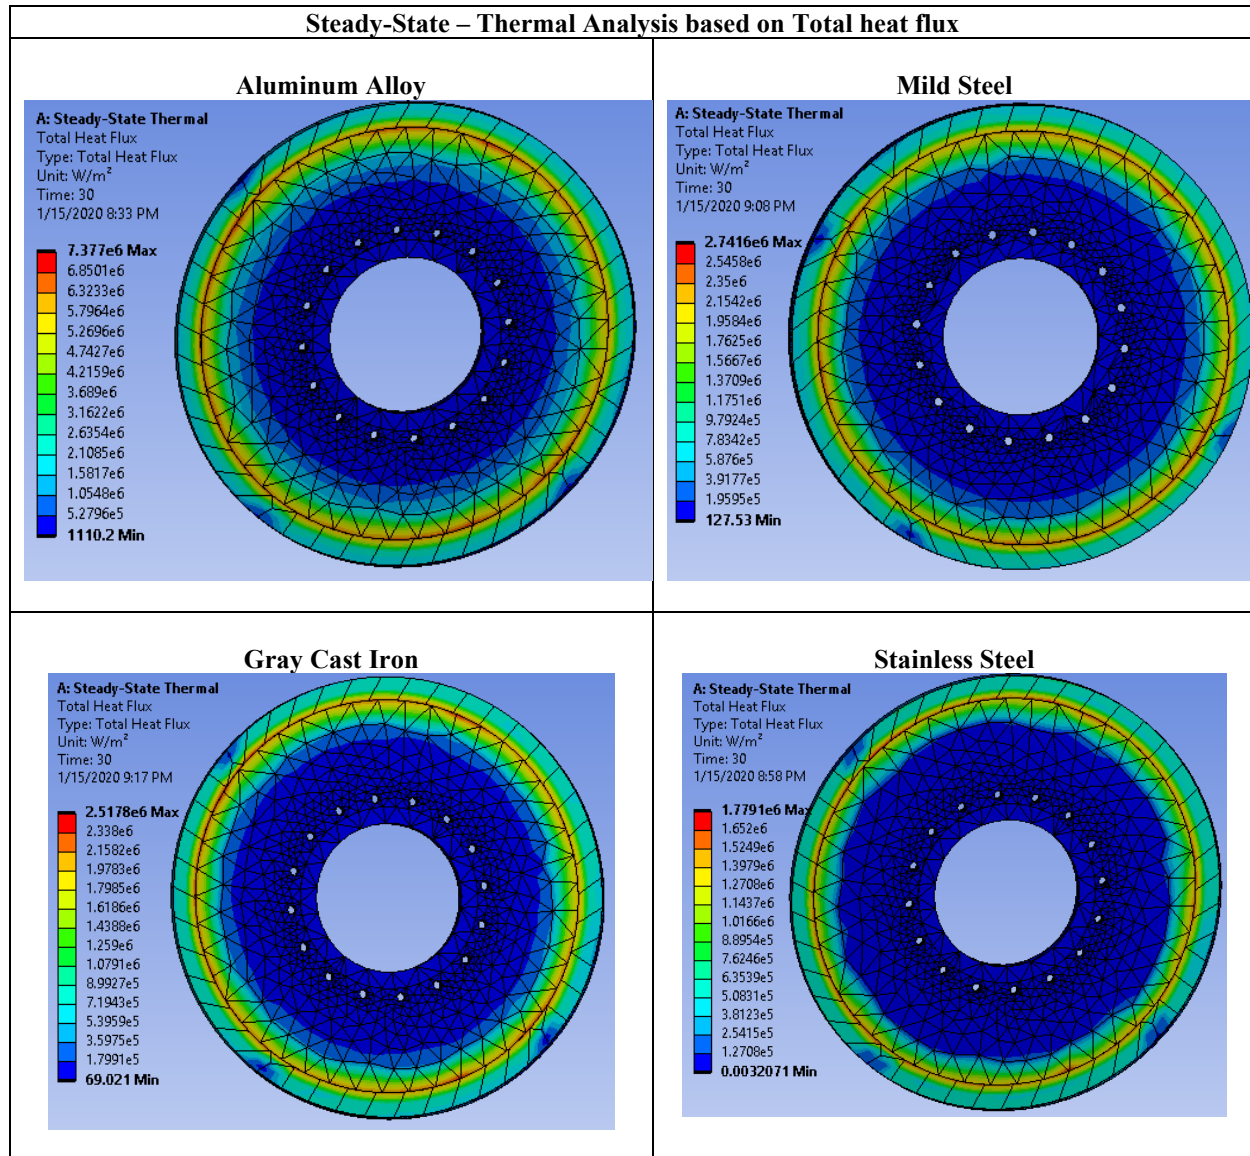 Steady-State – Thermal Analysis based on Total heat flux
Aluminum Alloy
A: Steady-State Thermal
Total Heat Flux
Type: Total Heat Flux
Unit: W/m²
Time: 30
1/15/2020 8:33 PM
7.377e6 Max
6.8501e6
6.3233e6
5.7964e6
5.2696e6
4.7427e6
4.2159e6
3.689e6
3.1622e6
2.6354e6
2.1085e6
1.5817e6
1.0548e6
5.2796e5
1110.2 Min
Mild Steel
A: Steady-State Thermal
Total Heat Flux
Type: Total Heat Flux
Unit: W/m²
Time: 30
1/15/2020 9:08 PM
2.7416e6 Max
2.5458e6
2.35e6
2.1542e6
1.9584e6
1.7625e6
1.5667e6
1.3709e6
1.1751e6
9.7924e5
7.8342e5
5.876e5
3.9177e5
1.9595e5
127.53 Min
Gray Cast Iron
A: Steady-State Thermal
Total Heat Flux
Type: Total Heat Flux
Unit: W/m²
Time: 30
1/15/2020 9:17 PM
2.5178e6 Max
2.338e6
2.1582e6
1.9783e6
1.7985e6
1.6186e6
1.4388e6
1.259e6
1.0791e6
8.9927e5
7.1943e5
5.3959e5
3.5975e5
1.7991e5
69.021 Min
Stainless Steel
A: Steady-State Thermal
Total Heat Flux
Type: Total Heat Flux
Unit: W/m²
Time: 30
1/15/2020 8:58 PM
1.7791e6 Max
1.652e6
1.5249e6
1.3979e6
1.2708e6
1.1437e6
1.0166e6
8.8954e5
7.6246e5
6.3539e5
5.0831e5
3.8123e5
2.5415e5
1.2708e5
0.0032071 Min